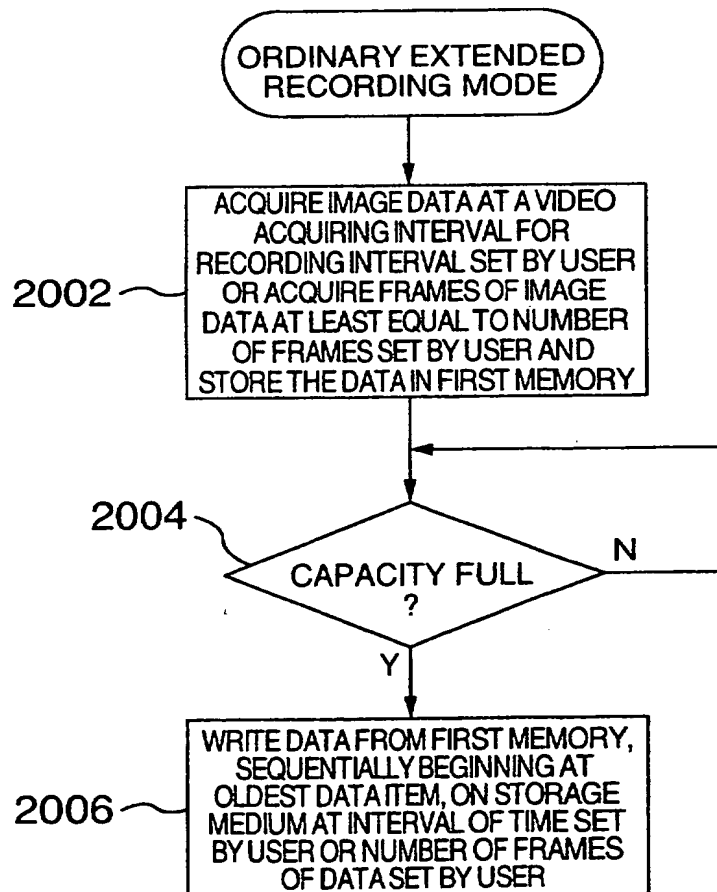 ORDINARY EXTENDED
RECORDING MODE
2002
ACQUIRE IMAGE DATA AT A VIDEO
ACQUIRING INTERVAL FOR
RECORDING INTERVAL SET BY USER
OR ACQUIRE FRAMES OF IMAGE
DATA AT LEAST EQUAL TO NUMBER
OF FRAMES SET BY USER AND
STORE THE DATA IN FIRST MEMORY
2004
CAPACITY FULL
?
N
Y
2006
WRITE DATA FROM FIRST MEMORY,
SEQUENTIALLY BEGINNING AT
OLDEST DATA ITEM, ON STORAGE
MEDIUM AT INTERVAL OF TIME SET
BY USER OR NUMBER OF FRAMES
OF DATA SET BY USER